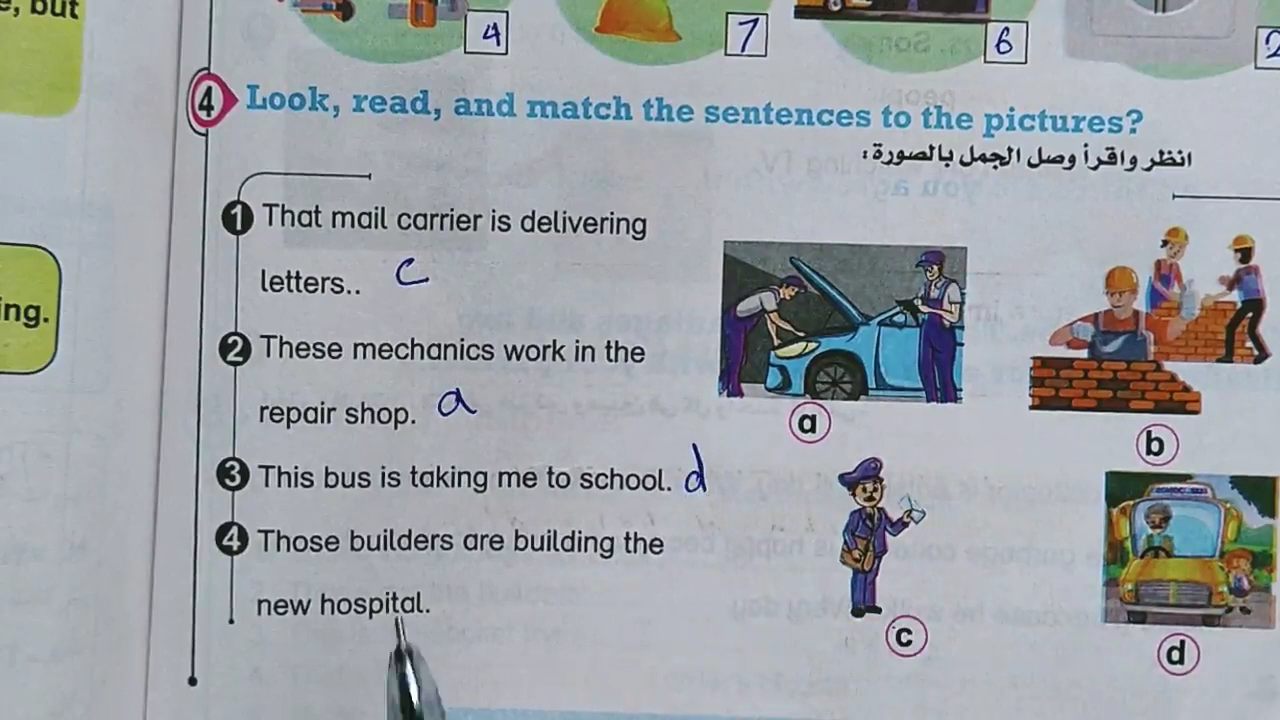 e, but
4
7
6
2
4 Look, read, and match the sentences to the pictures?
انظر واقرأ وصل الجمل بالصورة:
1 That mail carrier is delivering
letters.. c
2 These mechanics work in the
repair shop. a
3 This bus is taking me to school. d
4 Those builders are building the
new hospital.
ing.
a
b
c
d